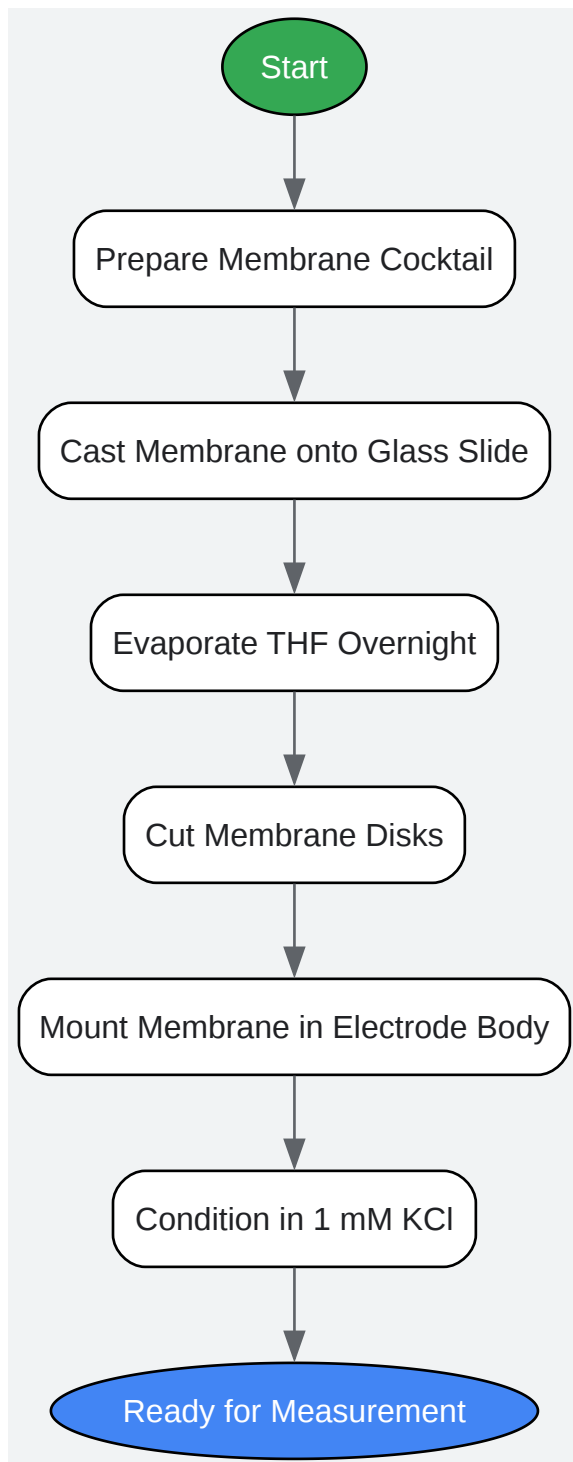 Start
Prepare Membrane Cocktail
Cast Membrane onto Glass Slide
Evaporate THF Overnight
Cut Membrane Disks
Mount Membrane in Electrode Body
Condition in 1 mM KCl
Ready for Measurement